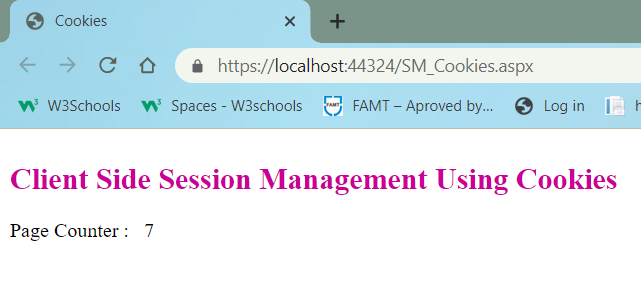 Cookies
https://localhost:44324/SM_Cookies.aspx
W3Schools
Spaces - W3schools
FAMT – Aproved by...
Log in
Client Side Session Management Using Cookies
Page Counter : 7